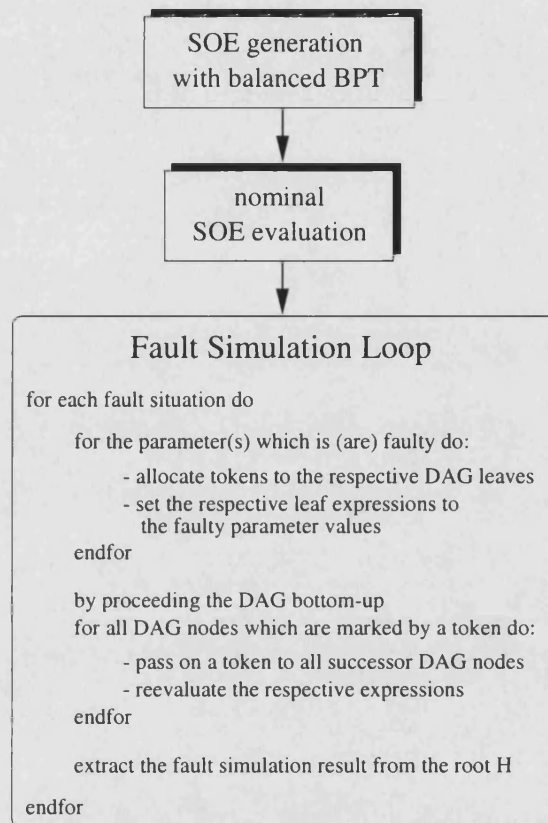 SOE generation
with balanced BPT
nominal
SOE evaluation
Fault Simulation Loop
for each fault situation do
for the parameter(s) which is (are) faulty do:
- allocate tokens to the respective DAG leaves
- set the respective leaf expressions to
the faulty parameter values
endfor
by proceeding the DAG bottom-up
for all DAG nodes which are marked by a token do:
- pass on a token to all successor DAG nodes
- reevaluate the respective expressions
endfor
extract the fault simulation result from the root H
endfor